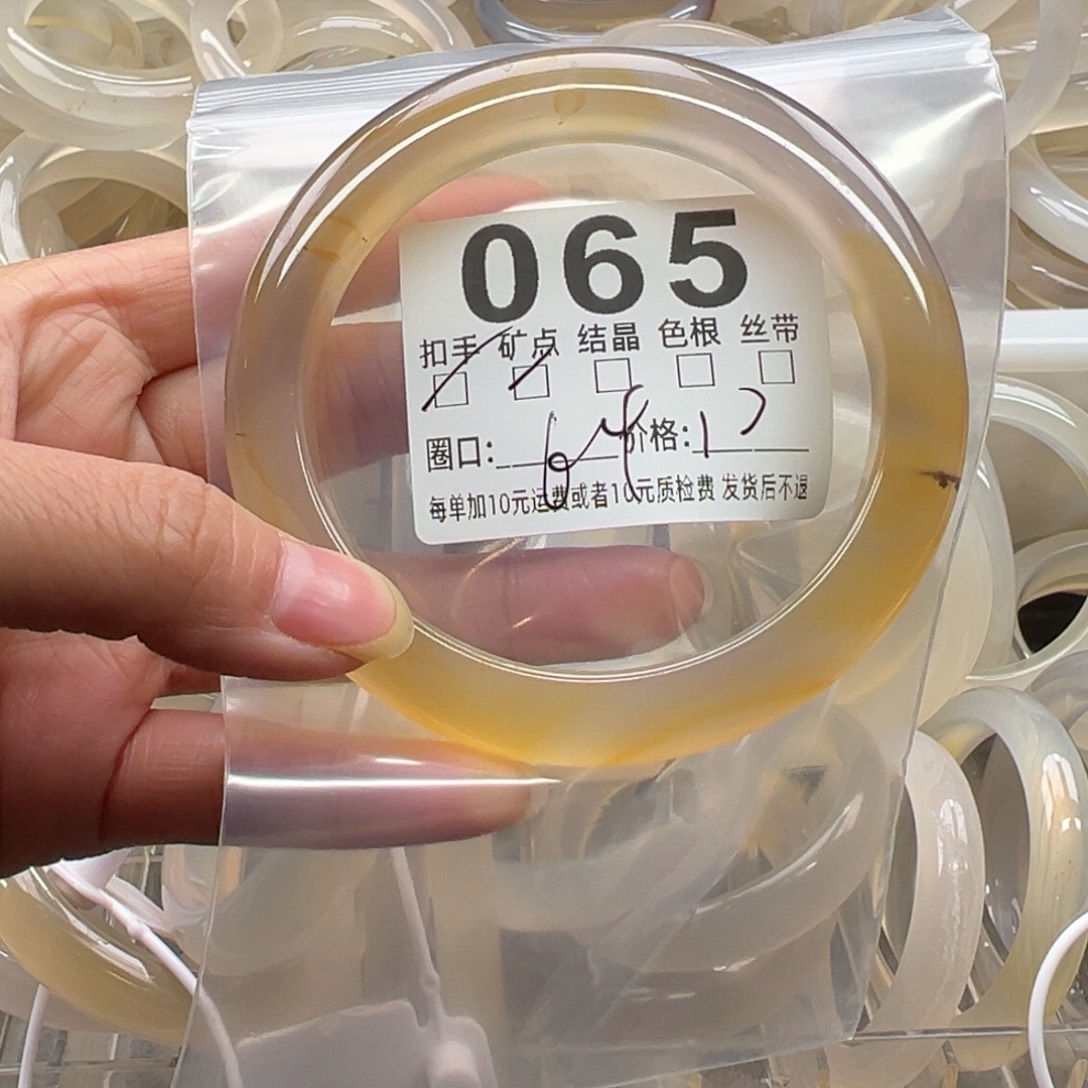 065
扣手 矿点 结晶 色根 丝带
圈口: 价格:
每单加10元运费或者10元质检费 发货后不退